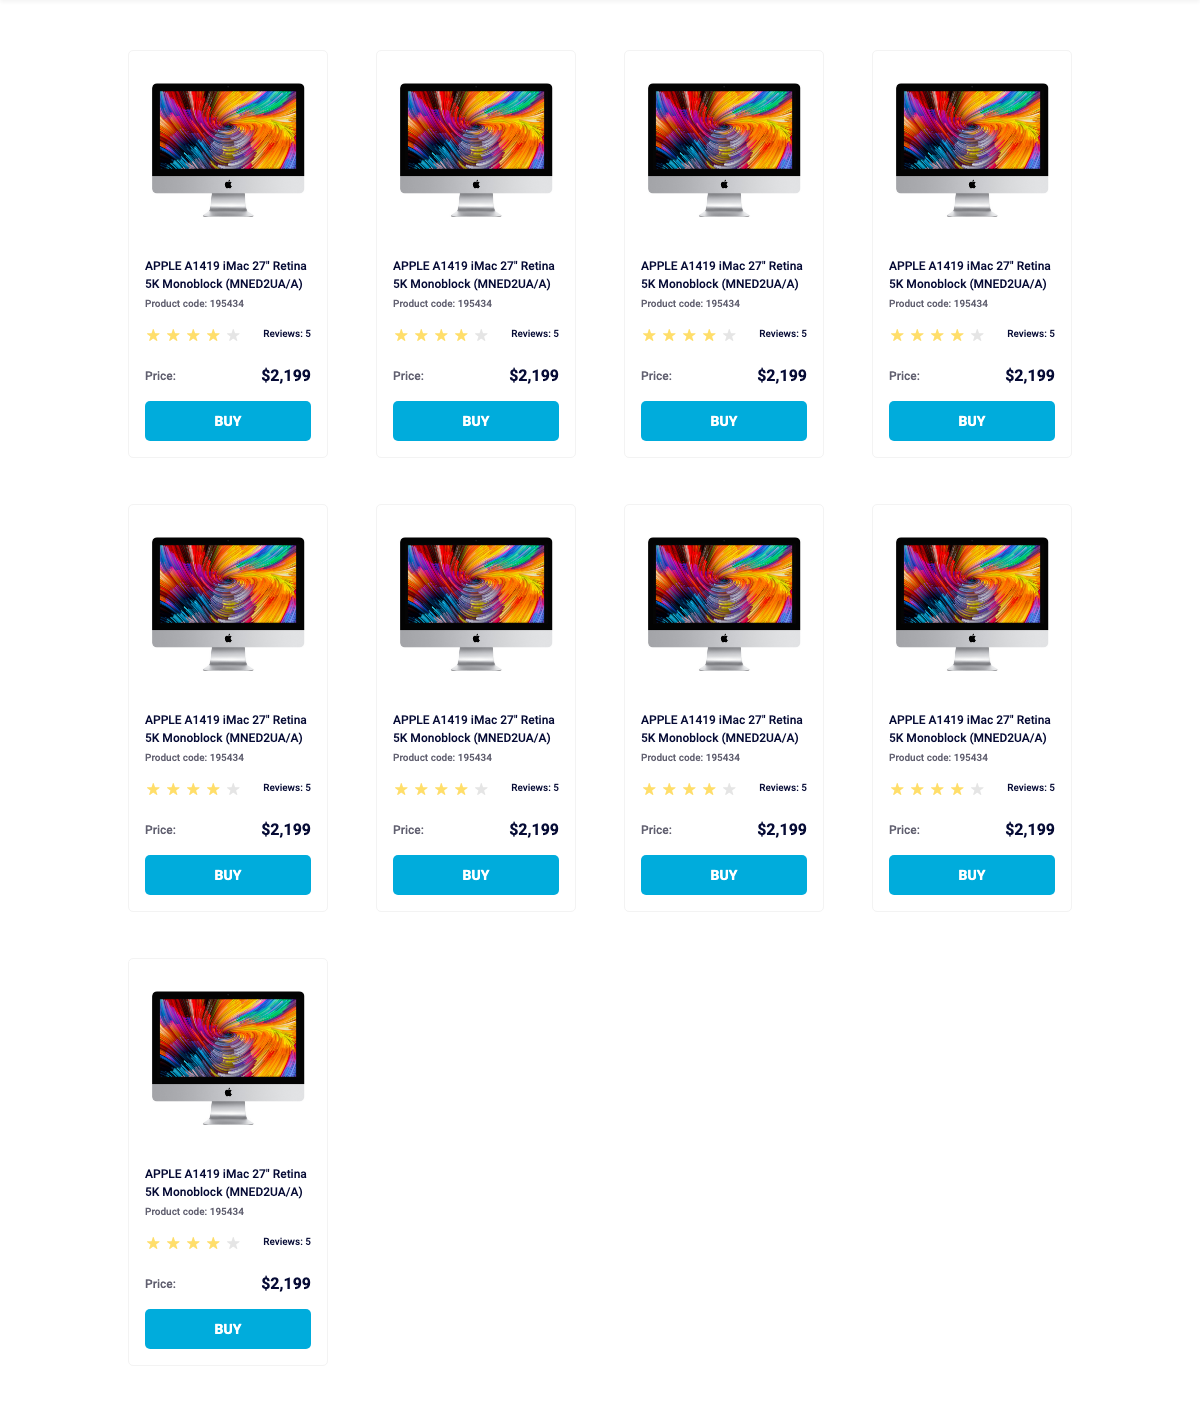 APPLE A1419 iMac 27" Retina
5K Monoblock (MNED2UA/A)
Product code: 195434
Reviews: 5
Price: $2,199
BUY
APPLE A1419 iMac 27" Retina
5K Monoblock (MNED2UA/A)
Product code: 195434
Reviews: 5
Price: $2,199
BUY
APPLE A1419 iMac 27" Retina
5K Monoblock (MNED2UA/A)
Product code: 195434
Reviews: 5
Price: $2,199
BUY
APPLE A1419 iMac 27" Retina
5K Monoblock (MNED2UA/A)
Product code: 195434
Reviews: 5
Price: $2,199
BUY
APPLE A1419 iMac 27" Retina
5K Monoblock (MNED2UA/A)
Product code: 195434
Reviews: 5
Price: $2,199
BUY
APPLE A1419 iMac 27" Retina
5K Monoblock (MNED2UA/A)
Product code: 195434
Reviews: 5
Price: $2,199
BUY
APPLE A1419 iMac 27" Retina
5K Monoblock (MNED2UA/A)
Product code: 195434
Reviews: 5
Price: $2,199
BUY
APPLE A1419 iMac 27" Retina
5K Monoblock (MNED2UA/A)
Product code: 195434
Reviews: 5
Price: $2,199
BUY
APPLE A1419 iMac 27" Retina
5K Monoblock (MNED2UA/A)
Product code: 195434
Reviews: 5
Price: $2,199
BUY